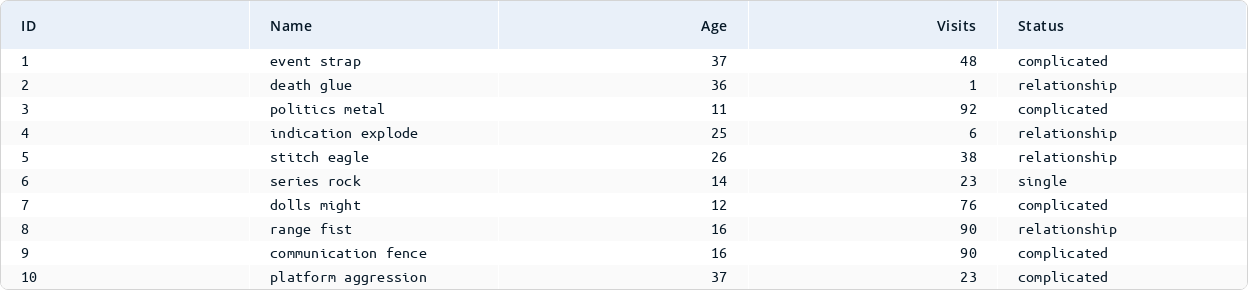 ID Name Age Visits Status
1 event strap 37 48 complicated
2 death glue 36 1 relationship
3 politics metal 11 92 complicated
4 indication explode 25 6 relationship
5 stitch eagle 26 38 relationship
6 series rock 14 23 single
7 dolls might 12 76 complicated
8 range fist 16 90 relationship
9 communication fence 16 90 complicated
10 platform aggression 37 23 complicated